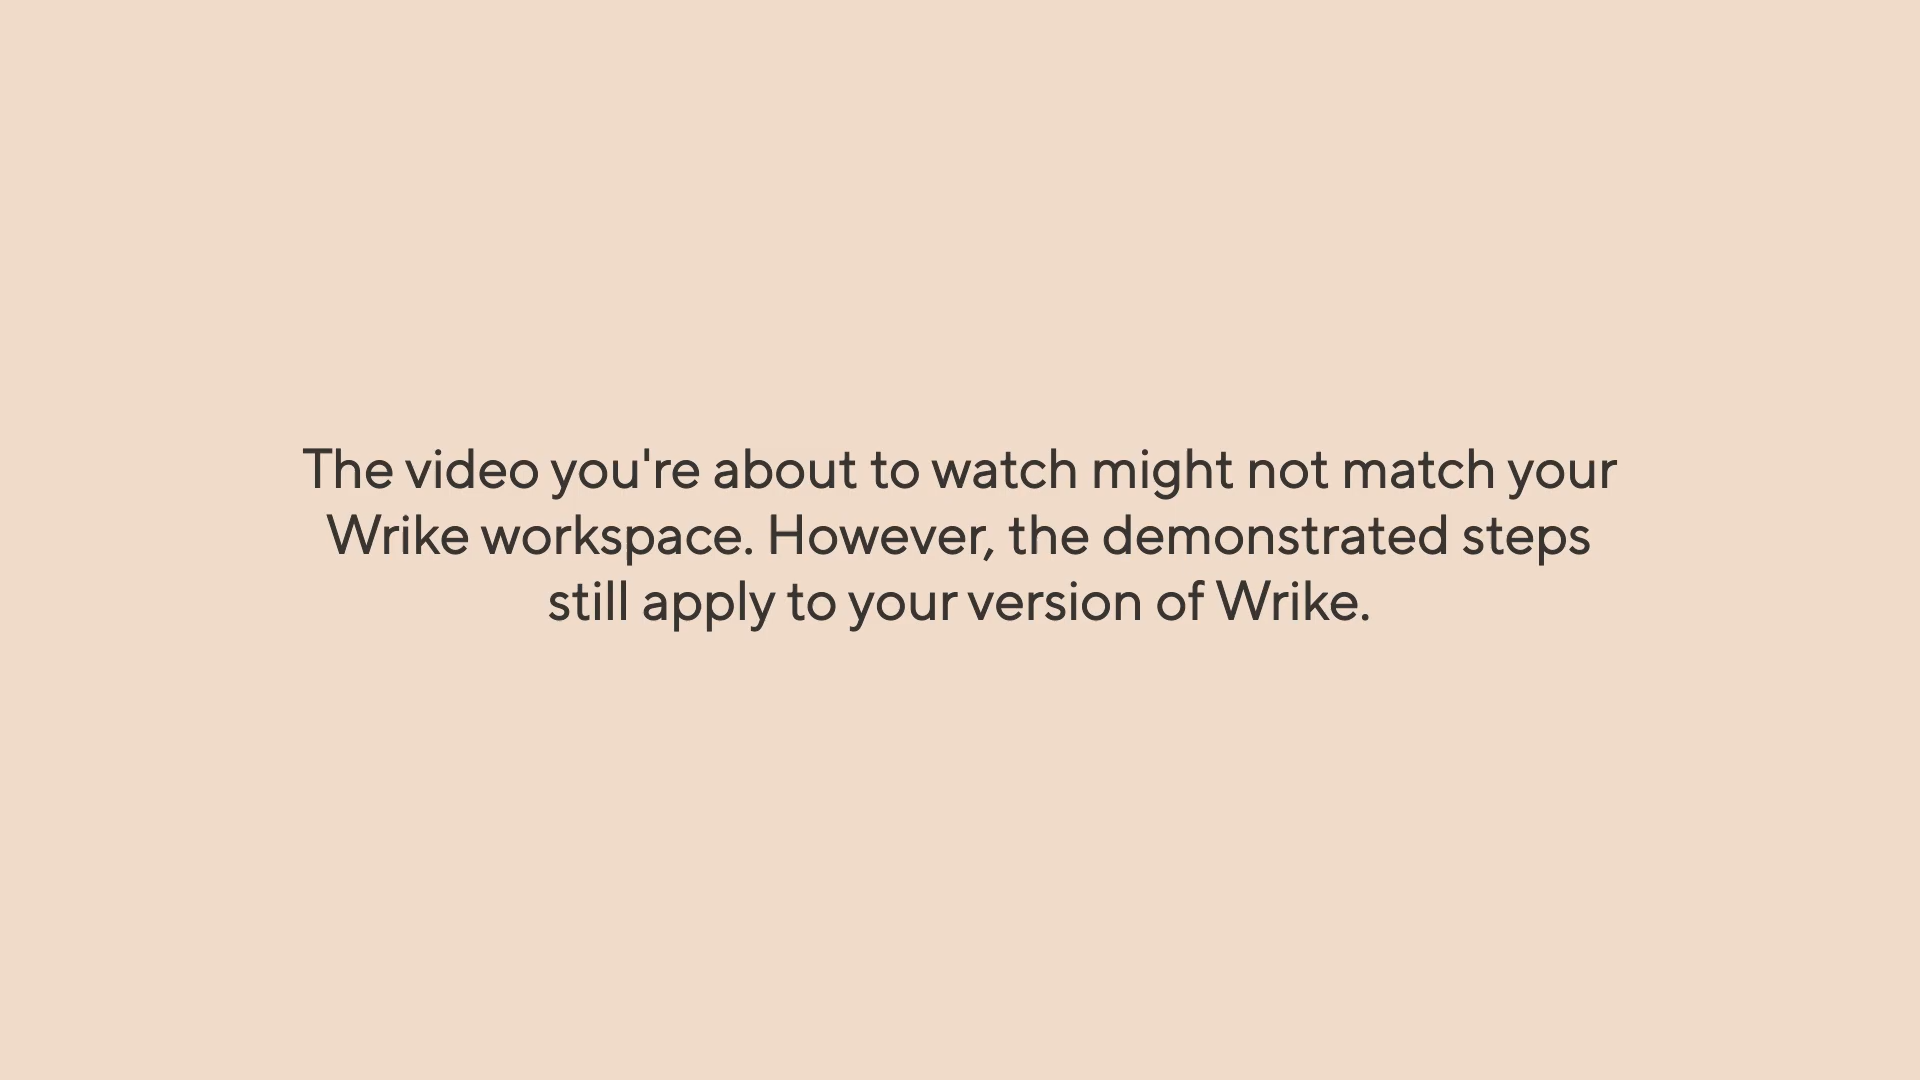 The video you're about to watch might not match your
Wrike workspace. However, the demonstrated steps
still apply to your version of Wrike.